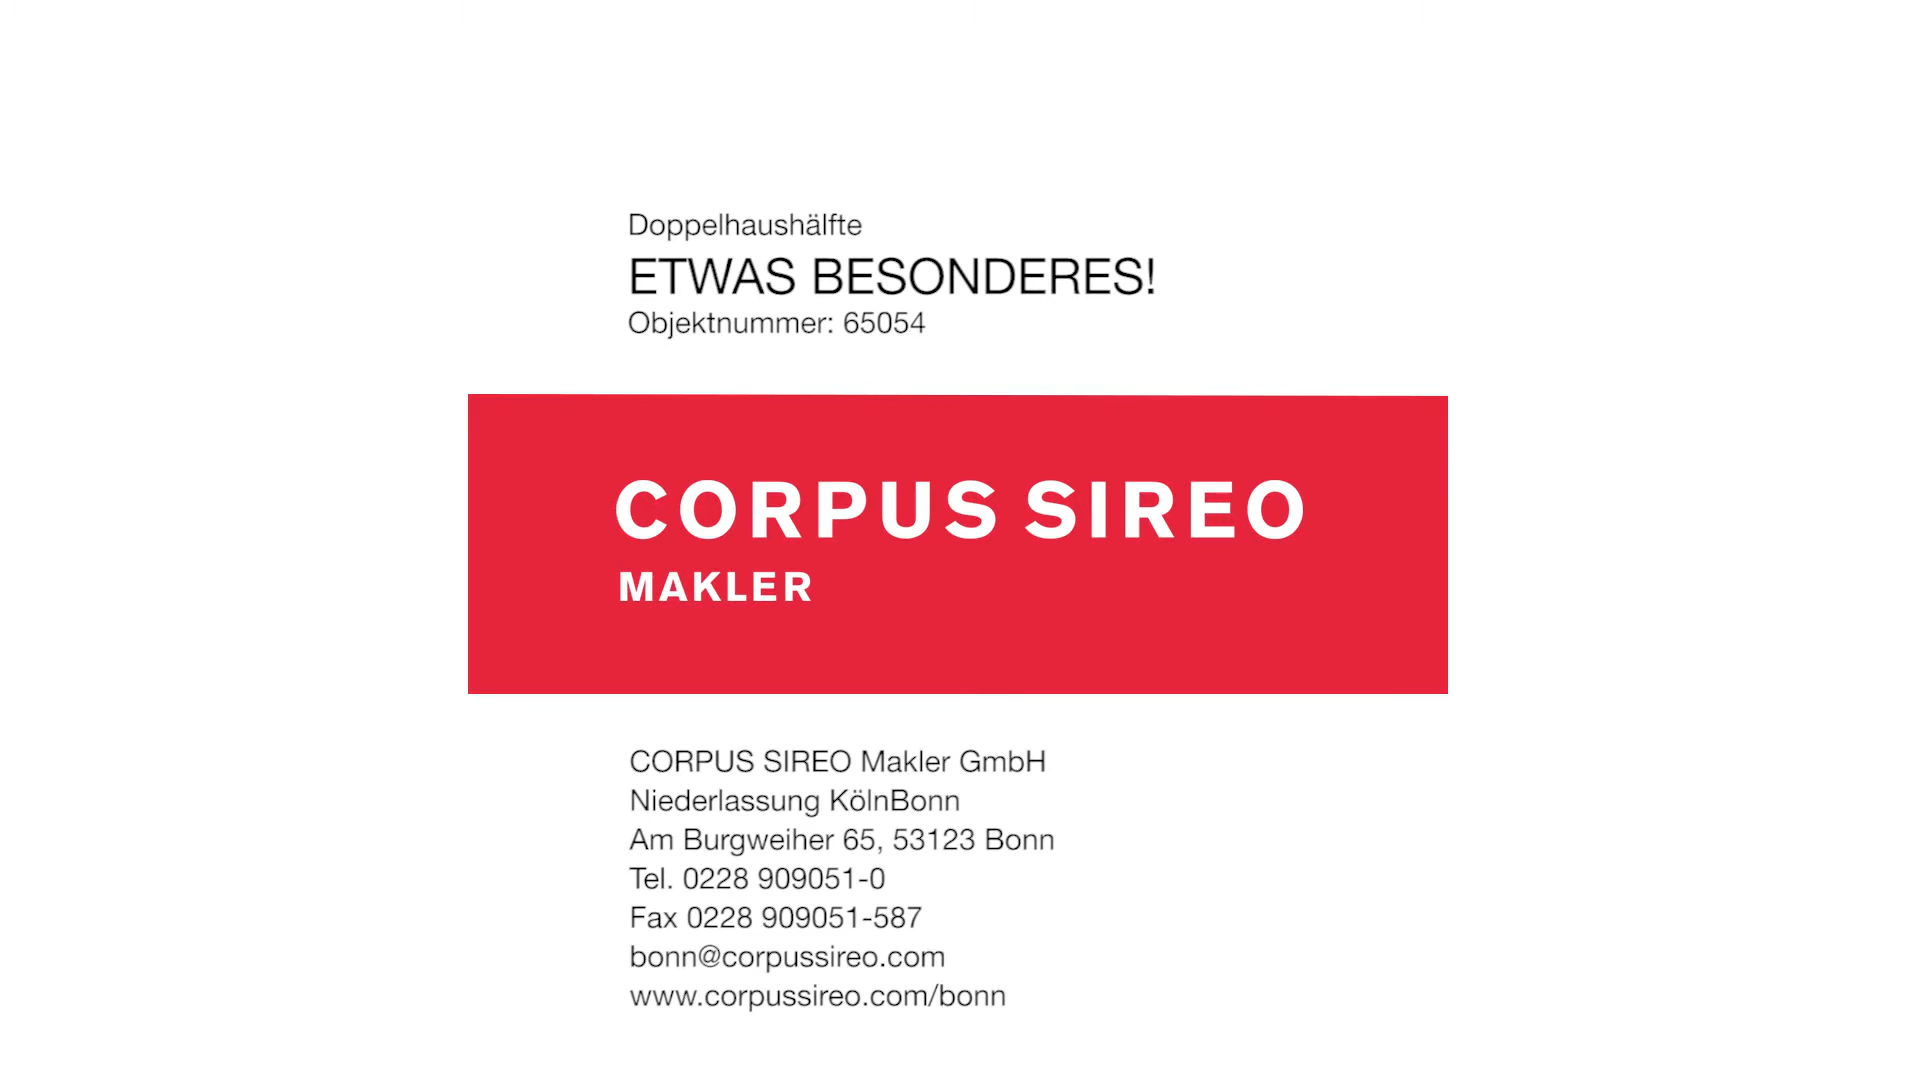 Doppelhaushälfte
ETWAS BESONDERES!
Objektnummer: 65054
CORPUS SIREO
MAKLER
CORPUS SIREO Makler GmbH
Niederlassung KölnBonn
Am Burgweiher 65, 53123 Bonn
Tel. 0228 909051-0
Fax 0228 909051-587
bonn@corpussireo.com
www.corpussireo.com/bonn